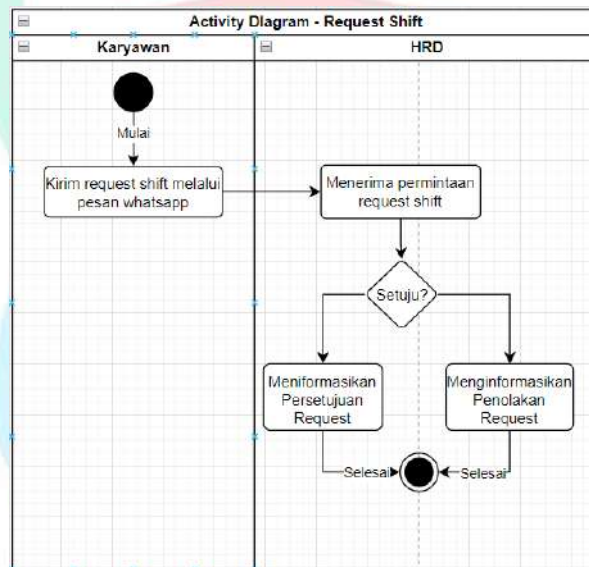 Activity DIagram - Request Shift
Karyawan
HRD
Mulai
Kirim request shift melalui
pesan whatsapp
Menerima permintaan
request shift
Setuju?
Meniformasikan
Persetujuan
Request
Menginformasikan
Penolakan
Request
Selesai
Selesai